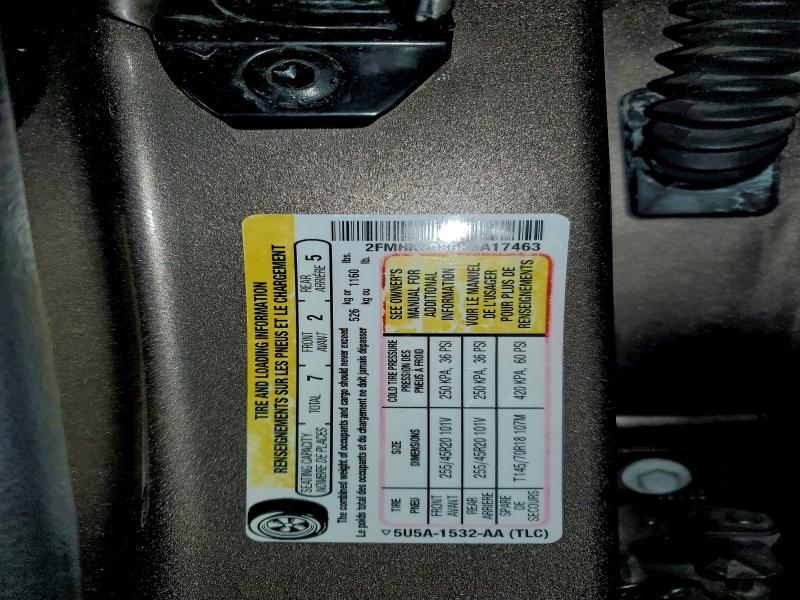 TIRE AND LOADING INFORMATION
RENSEIGNEMENTS SUR LES PNEUS ET LE CHARGEMENT
SEATING CAPACITY TOTAL 7 FRONT 2 REAR 5
NOMBRE DE PLACES AVANT ARRIÈRE
The combined weight of occupants and cargo should never exceed 526 kg or 1160 lbs.
Le poids total des occupants et du chargement ne doit jamais dépasser kg ou lb.
TIRE SIZE COLD TIRE PRESSURE
PNEU DIMENSIONS PRESSION DES
PNEUS À FROID
FRONT 255/45R20 101V 250 KPA, 36 PSI
AVANT
REAR 255/45R20 101V 250 KPA, 36 PSI
ARRIÈRE
SPARE T145/70R18 107M 420 KPA, 60 PSI
DE
SECOURS
SEE OWNER'S
MANUAL FOR
ADDITIONAL
INFORMATION
VOIR LE MANUEL
DE L'USAGER
POUR PLUS DE
RENSEIGNEMENTS
5U5A-1532-AA (TLC)